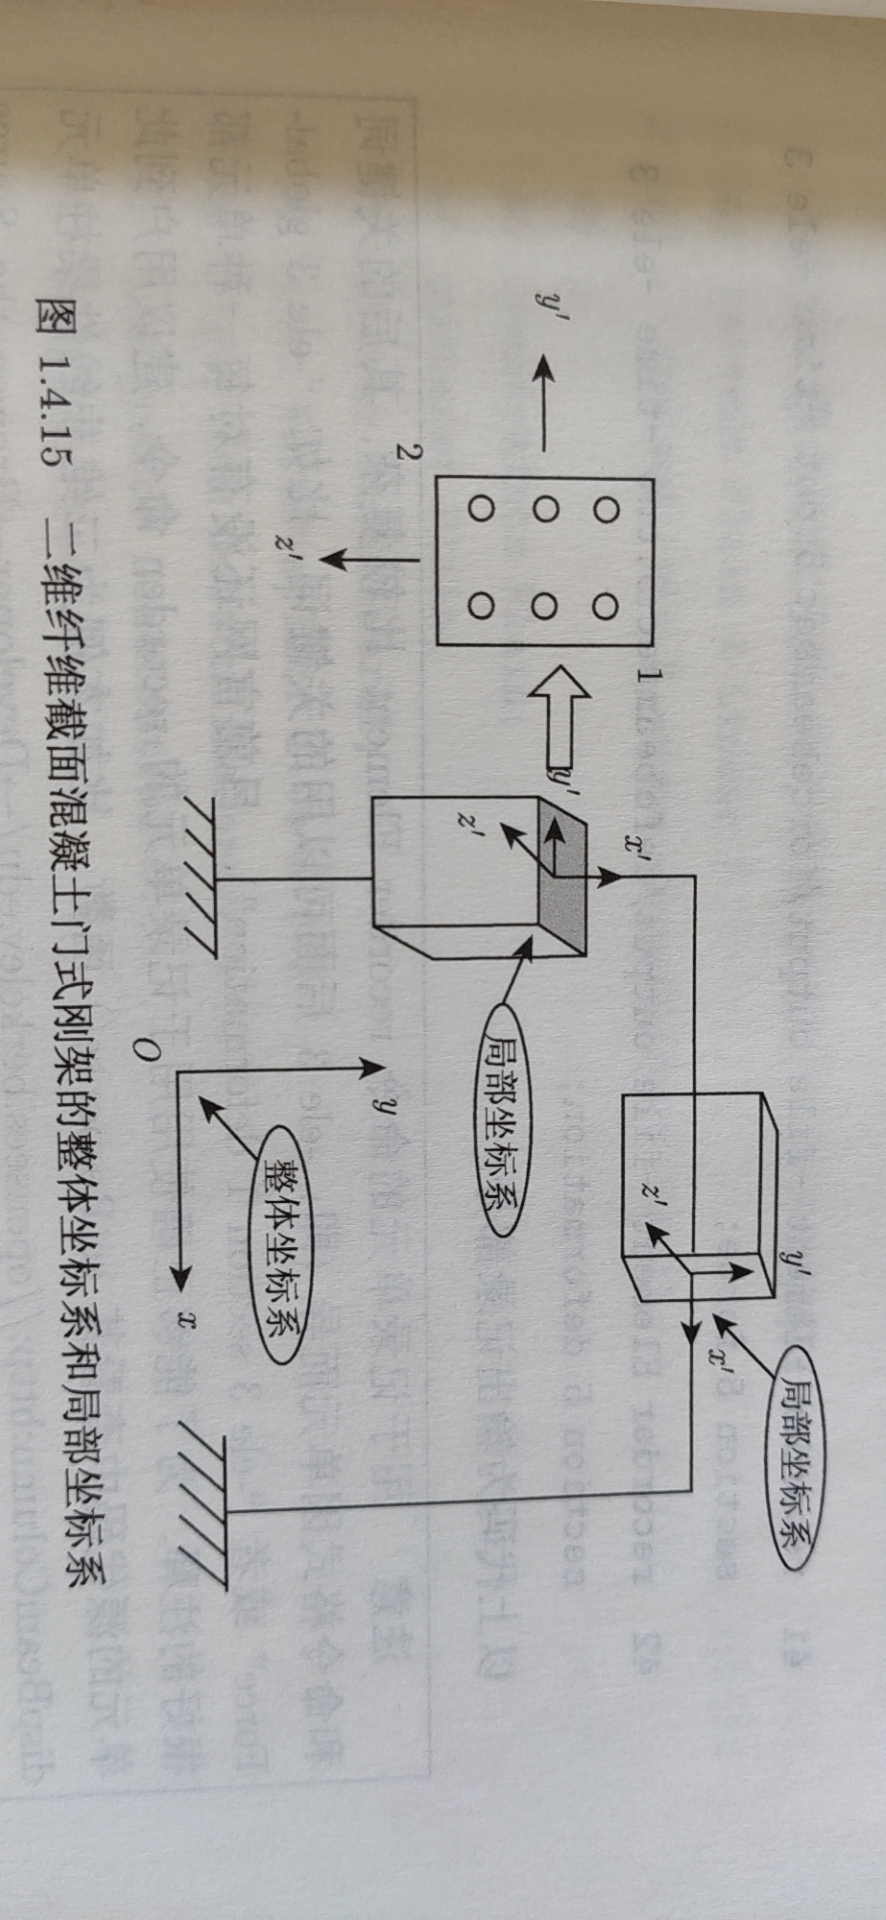 y'
x'
局部坐标系
1
y'
x'
z'
y'
2
z'
z'
局部坐标系
y
整体坐标系
O
x
图 1.4.15 二维纤维截面混凝土门式刚架的整体坐标系和局部坐标系